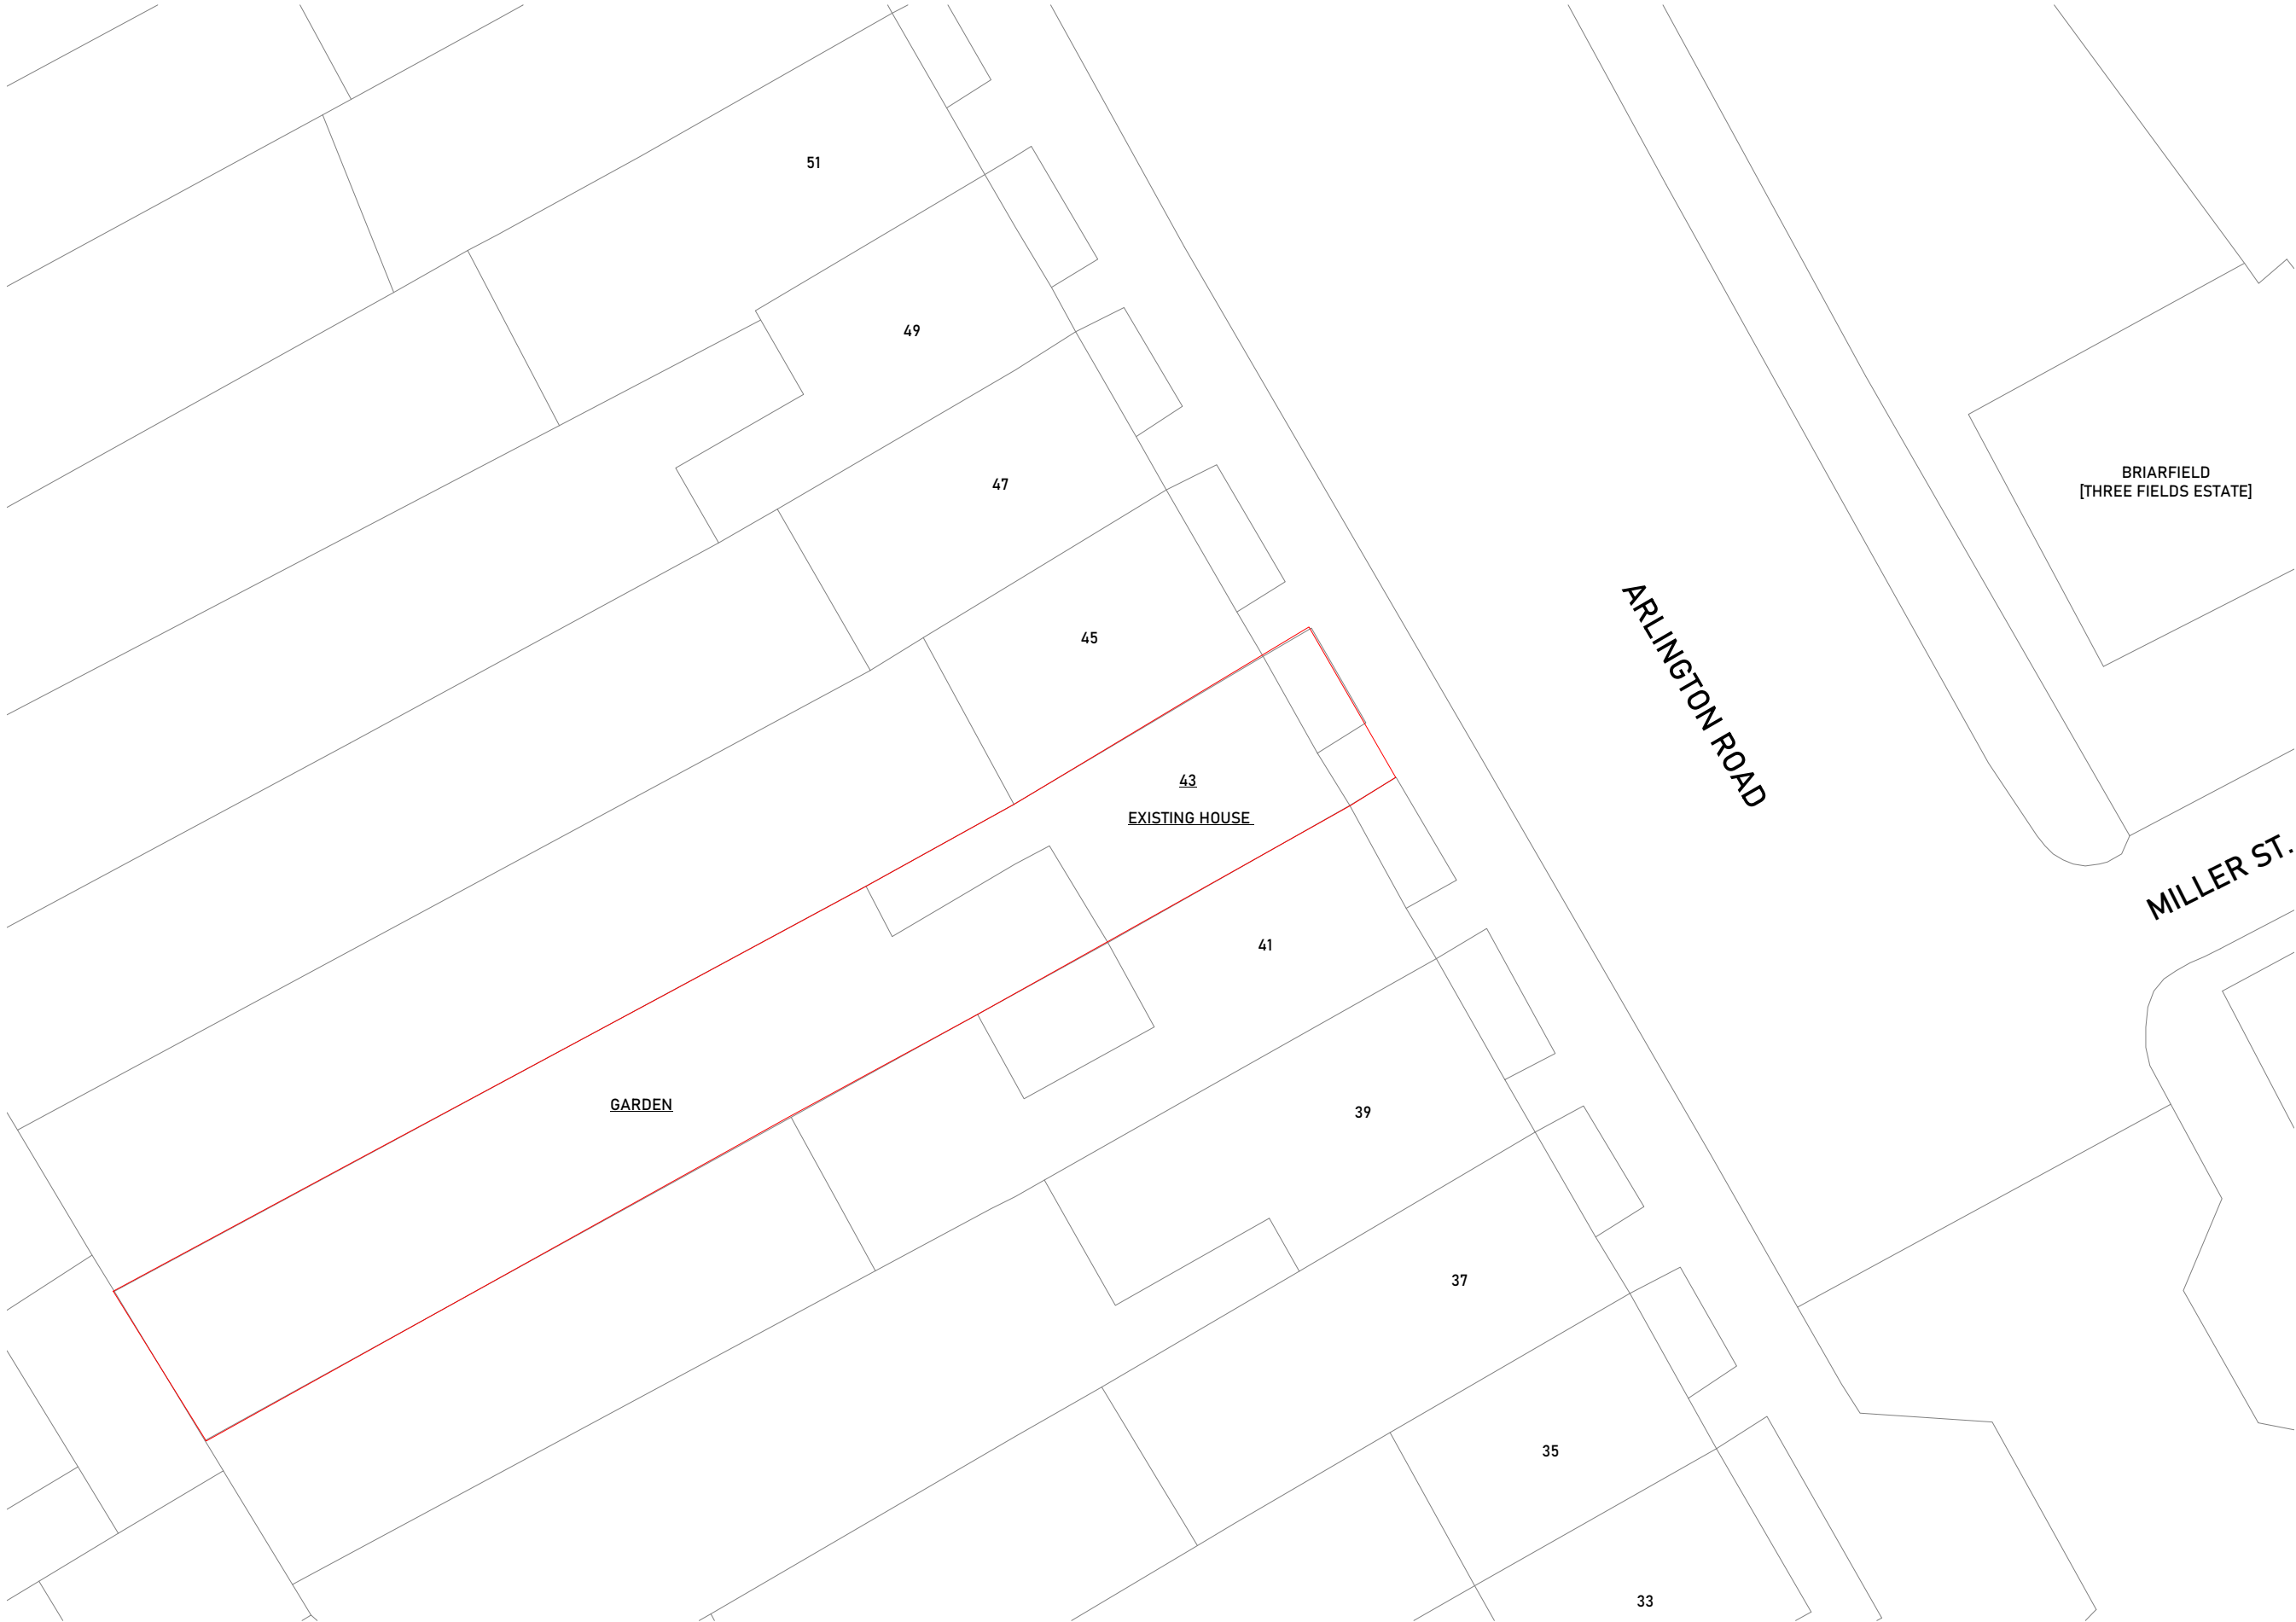 51
49
BRIARFIELD
[THREE FIELDS ESTATE]
47
45
ARLINGTON ROAD
43
EXISTING HOUSE
MILLER ST.
41
GARDEN
39
37
35
33